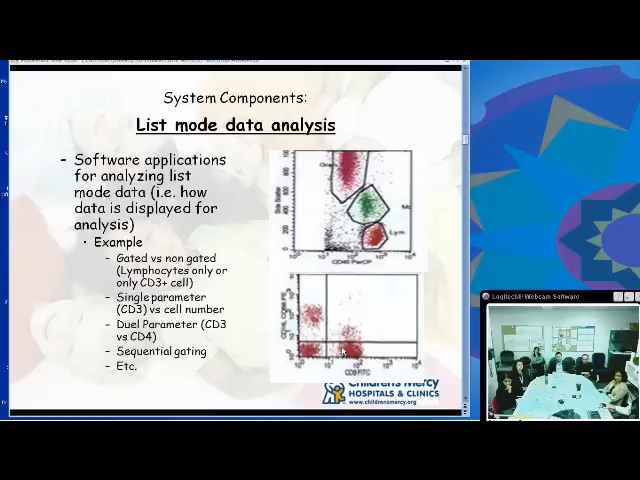 System Components:
List mode data analysis
- Software applications
for analyzing list
mode data (i.e. how
data is displayed for
analysis)
• Example
- Gated vs non gated
(Lymphocytes only or
only CD3+ cell)
- Single parameter
(CD3) vs cell number
- Duel Parameter (CD3
vs CD4)
- Sequential gating
- Etc.
Side Scatter
Lym
CD45 PerCP
CD3 FITC
Children's Mercy
HOSPITALS & CLINICS
www.childrensmercy.org
Logitech® Webcam Software